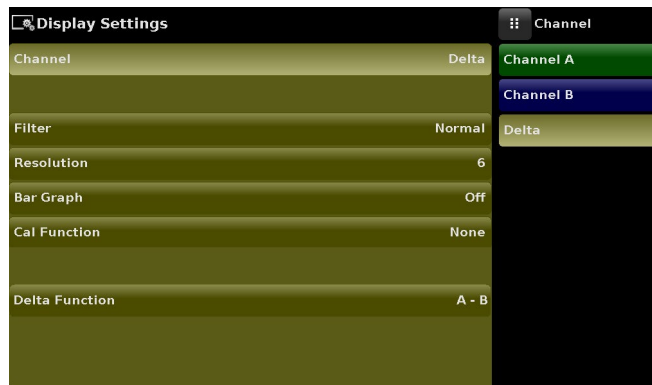 Display Settings
Channel Delta
Filter Normal
Resolution 6
Bar Graph Off
Cal Function None
Delta Function A - B
Channel
Channel A
Channel B
Delta